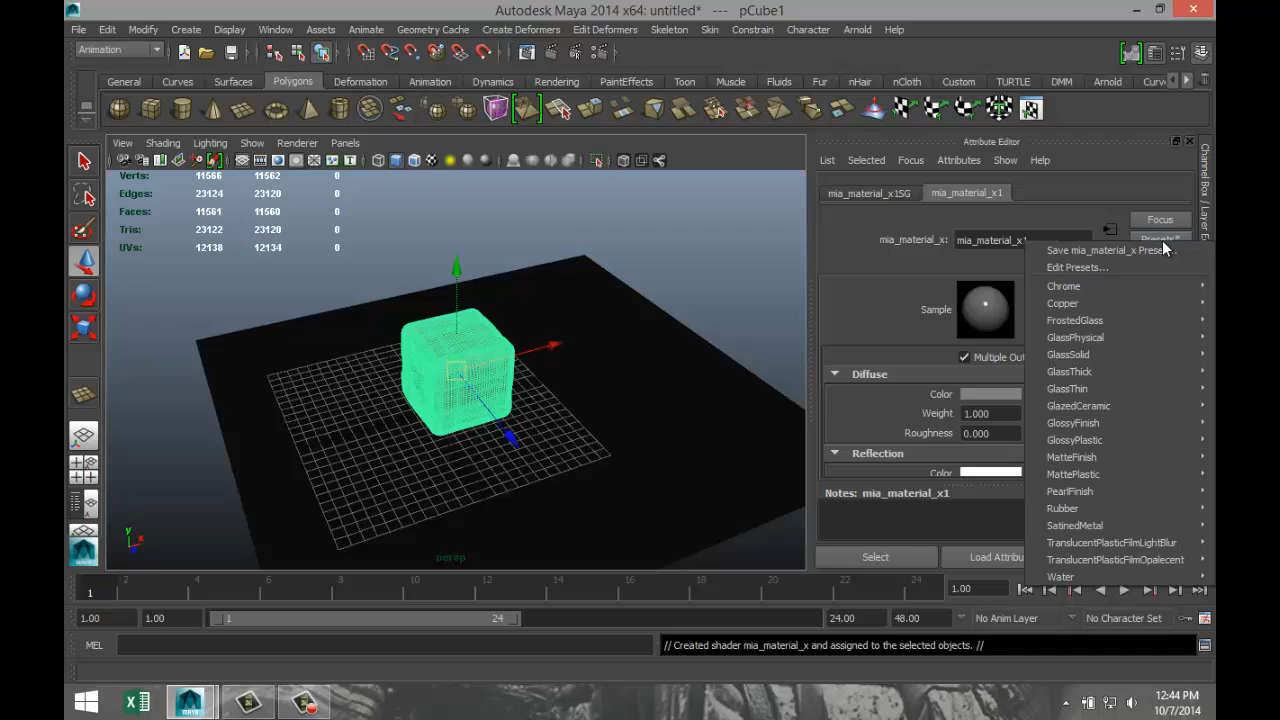 Autodesk Maya 2014 x64: untitled* --- pCube1
File Edit Modify Create Display Window Assets Animate Geometry Cache Create Deformers Edit Deformers Skeleton Skin Constrain Character Arnold Help
Animation
General Curves Surfaces Polygons Deformation Animation Dynamics Rendering PaintEffects Toon Muscle Fluids Fur nHair nCloth Custom TURTLE DMM Arnold Curv
View Shading Lighting Show Renderer Panels
Attribute Editor
List Selected Focus Attributes Show Help
Channel Box / Layer E
Verts: 11566 11562 0
Edges: 23124 23120 0
Faces: 11561 11560 0
Tris: 23122 23120 0
UVs: 12138 12134 0
mia_material_x1SG mia_material_x1
Focus
mia_material_x: mia_material_x1
Presets*
Save mia_material_x Preset...
Edit Presets...
Chrome
Copper
FrostedGlass
GlassPhysical
GlassSolid
GlassThick
GlassThin
GlazedCeramic
GlossyFinish
GlossyPlastic
MatteFinish
MattePlastic
PearlFinish
Rubber
SatinedMetal
TranslucentPlasticFilmLightBlur
TranslucentPlasticFilmOpalecent
Water
Sample
Multiple Out
Diffuse
Color
Weight 1.000
Roughness 0.000
Reflection
Color
Notes: mia_material_x1
Select Load Attribu
persp
y
x
z
2 4 6 8 10 12 14 16 18 20 22 24
1
1.00
1.00 1.00 1 24 24.00 48.00 No Anim Layer No Character Set
MEL
// Created shader mia_material_x and assigned to the selected objects. //
12:44 PM
10/7/2014